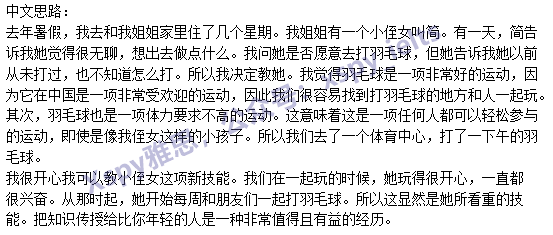 中文思路：
去年暑假，我去和我姐姐家里住了几个星期。我姐姐有一个小侄女叫简。有一天，简告
诉我她觉得很无聊，想出去做点什么。我问她是否愿意去打羽毛球，但她告诉我她以前
从未打过，也不知道怎么打。所以我决定教她。我觉得羽毛球是一项非常好的运动，因
为它在中国是一项非常受欢迎的运动，因此我们很容易找到打羽毛球的地方和人一起玩。
其次，羽毛球也是一项体力要求不高的运动。这意味着这是一项任何人都可以轻松参与
的运动，即使是像我侄女这样的小孩子。所以我们去了一个体育中心，打了一下午的羽
毛球。
我很开心我可以教小侄女这项新技能。我们在一起玩的时候，她玩得很开心，一直都
很兴奋。从那时起，她开始每周和朋友们一起打羽毛球。所以这显然是她所看重的技
能。把知识传授给比你年轻的人是一种非常值得且有益的经历。